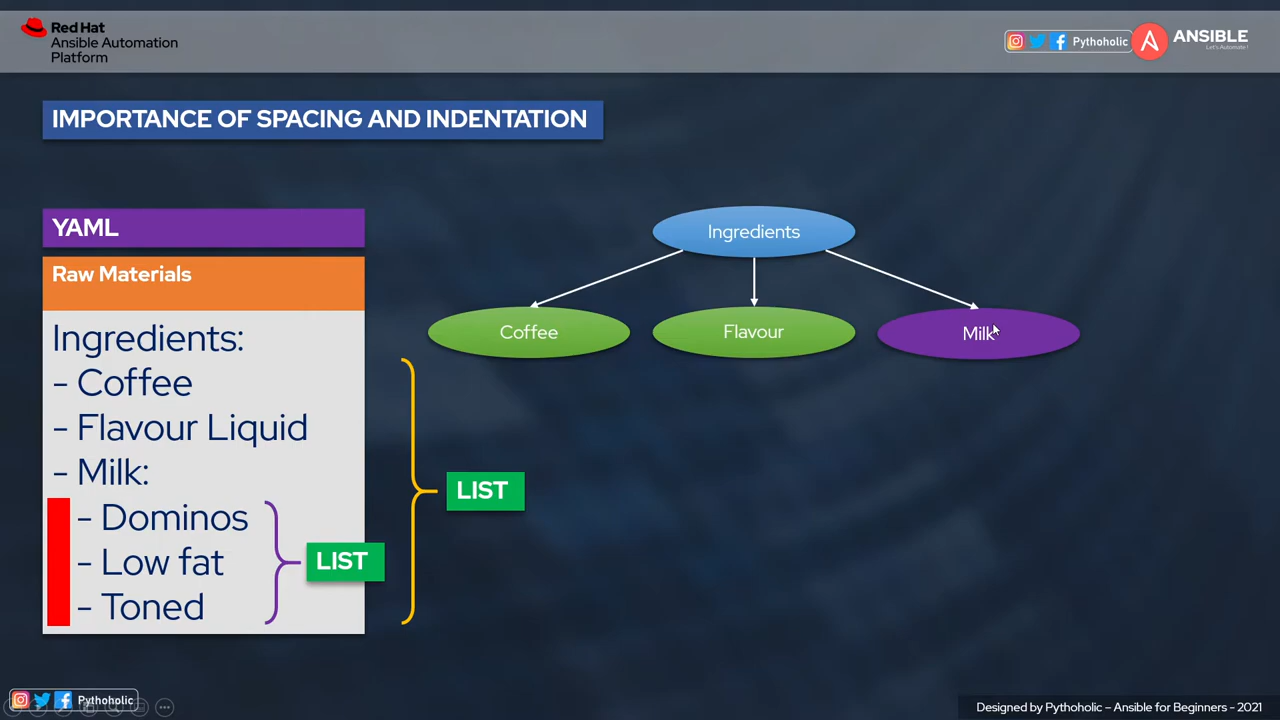 Red Hat
Ansible Automation
Platform
Pythoholic
ANSIBLE
Let's Automate !
IMPORTANCE OF SPACING AND INDENTATION
YAML
Raw Materials
Ingredients:
- Coffee
- Flavour Liquid
- Milk:
- Dominos
- Low fat
- Toned
LIST
LIST
Ingredients
Coffee
Flavour
Milk
Pythoholic
Designed by Pythoholic – Ansible for Beginners - 2021